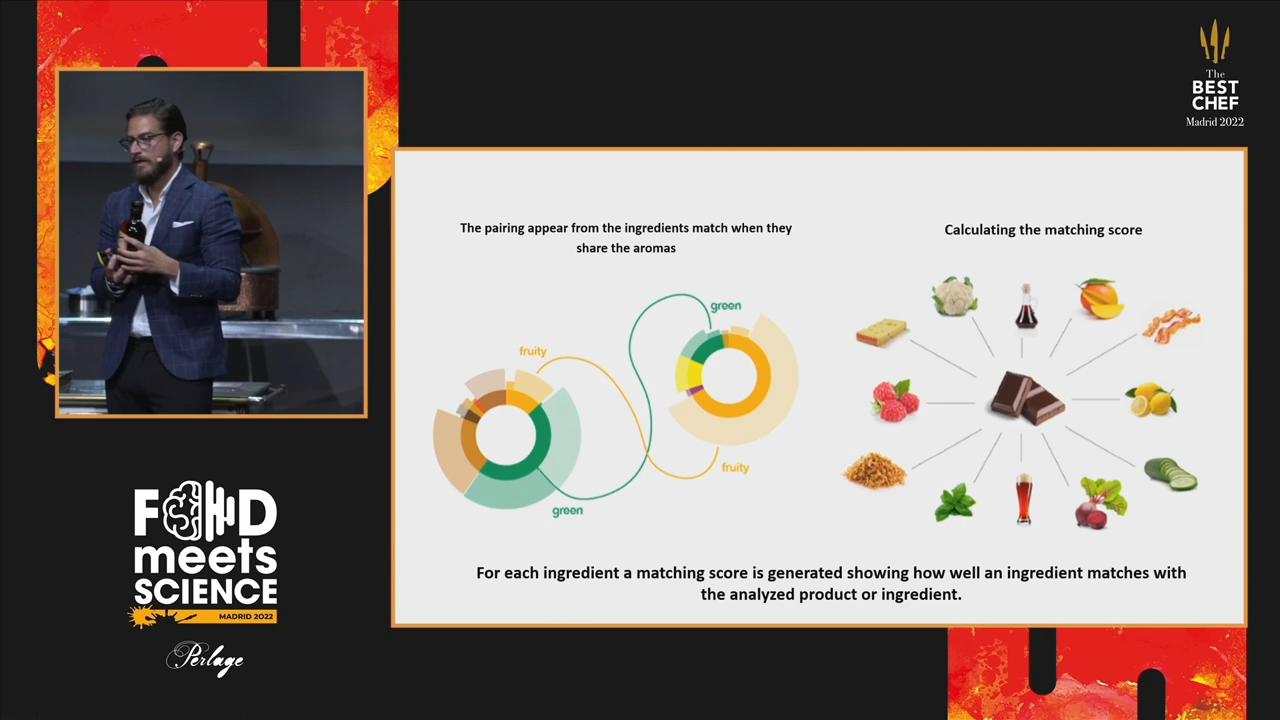 The
BEST
CHEF
Madrid 2022
The pairing appear from the ingredients match when they
share the aromas
Calculating the matching score
green
fruity
fruity
green
For each ingredient a matching score is generated showing how well an ingredient matches with
the analyzed product or ingredient.
FOOD
meets
SCIENCE
MADRID 2022
Perlage